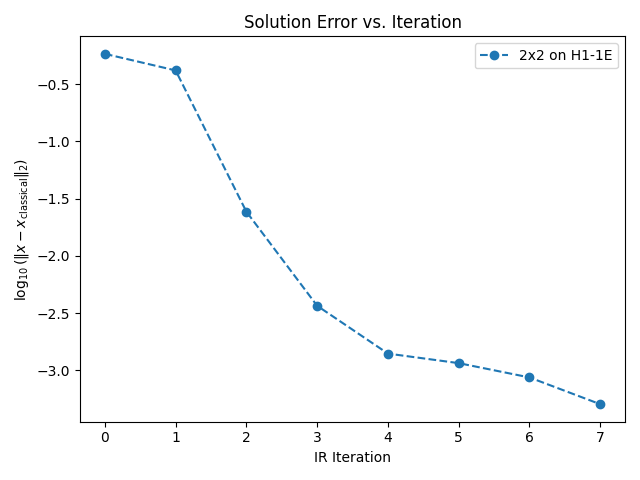 Solution Error vs. Iteration
2x2 on H1-1E
−0.5
−1.0
−1.5
−2.0
−2.5
−3.0
log₁₀ (‖x − x_classical‖₂)
0 1 2 3 4 5 6 7
IR Iteration